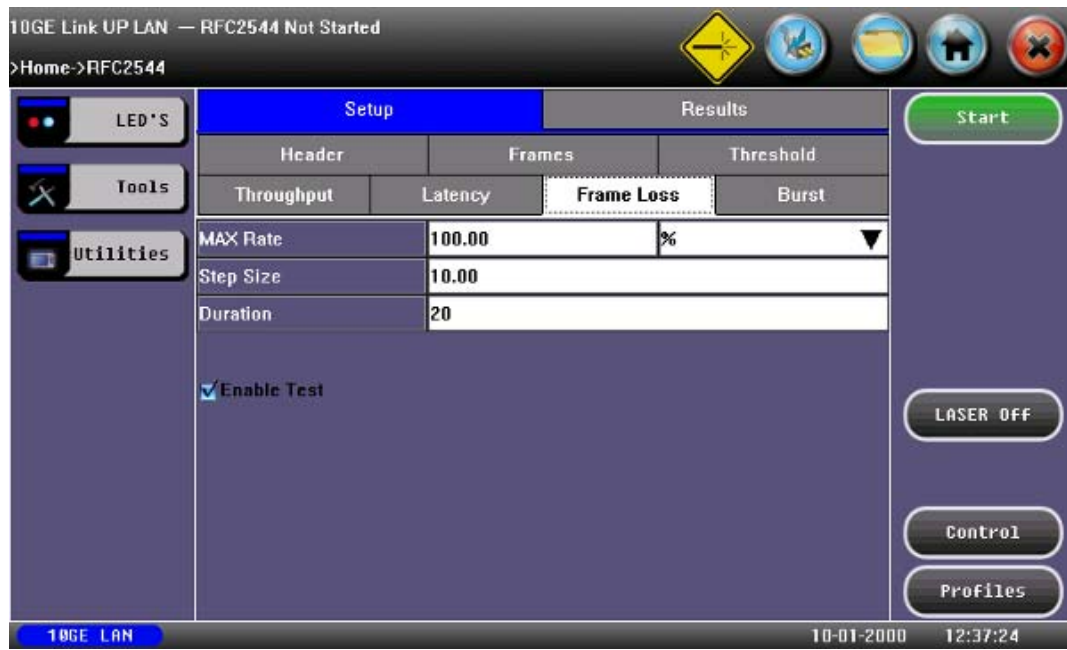 10GE Link UP LAN — RFC2544 Not Started
>Home->RFC2544
LED'S
Tools
Utilities
Setup
Results
Header
Frames
Threshold
Throughput
Latency
Frame Loss
Burst
MAX Rate
100.00
%
Step Size
10.00
Duration
20
Enable Test
Start
LASER OFF
Control
Profiles
10GE LAN
10-01-2000
12:37:24